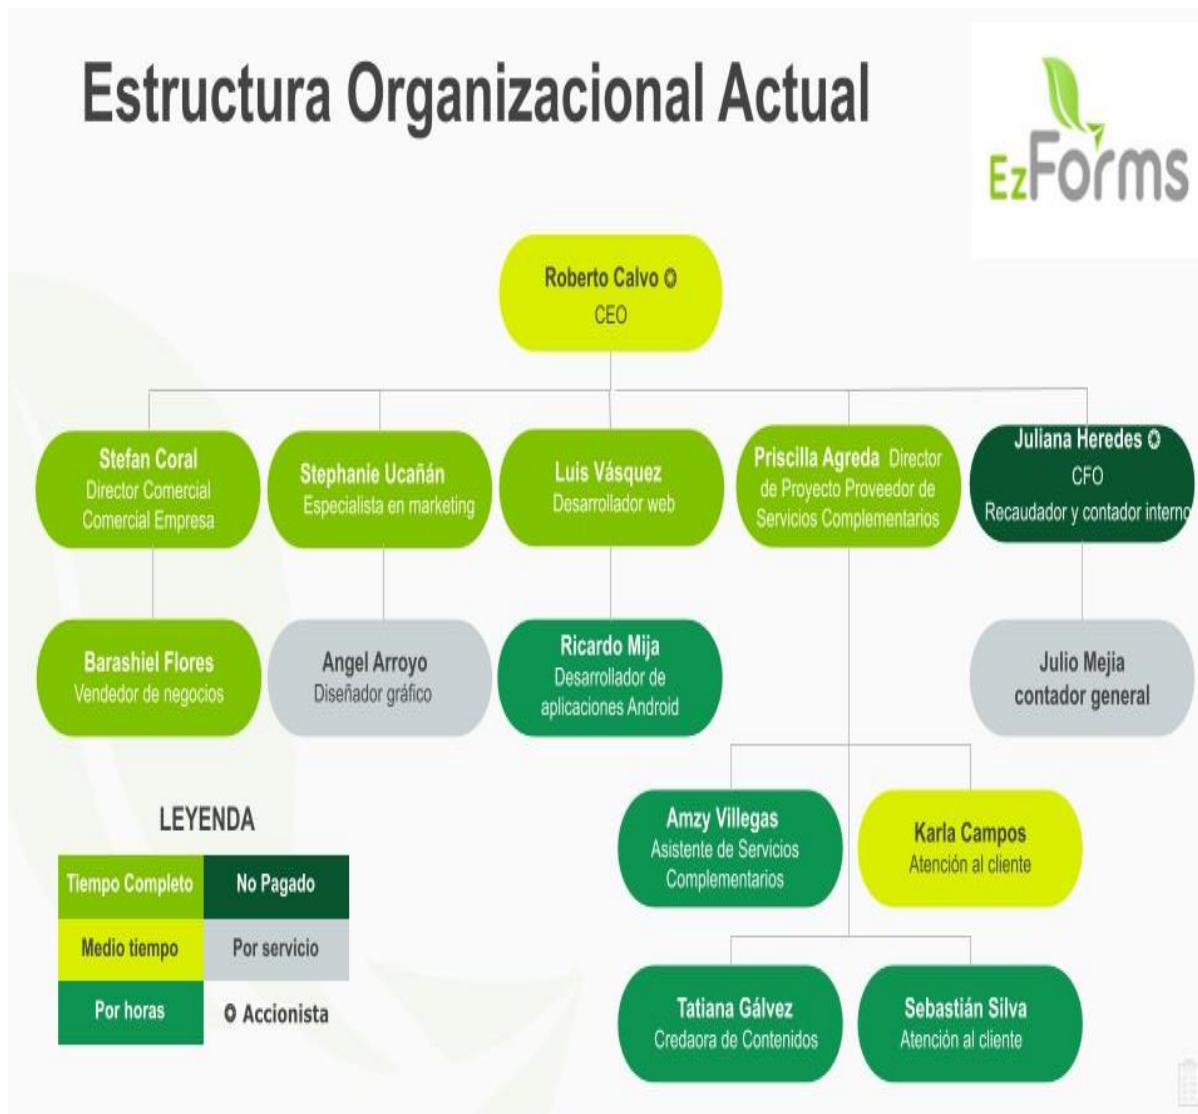 Estructura Organizacional Actual
EzForms
Roberto Calvo ✪
CEO
Stefan Coral
Director Comercial
Comercial Empresa
Stephanie Ucañán
Especialista en marketing
Luis Vásquez
Desarrollador web
Priscilla Agreda Director
de Proyecto Proveedor de
Servicios Complementarios
Juliana Heredes ✪
CFO
Recaudador y contador interno
Barashiel Flores
Vendedor de negocios
Angel Arroyo
Diseñador gráfico
Ricardo Mija
Desarrollador de
aplicaciones Android
Julio Mejia
contador general
Amzy Villegas
Asistente de Servicios
Complementarios
Karla Campos
Atención al cliente
Tatiana Gálvez
Credaora de Contenidos
Sebastián Silva
Atención al cliente
LEYENDA
Tiempo Completo
No Pagado
Medio tiempo
Por servicio
Por horas
✪ Accionista